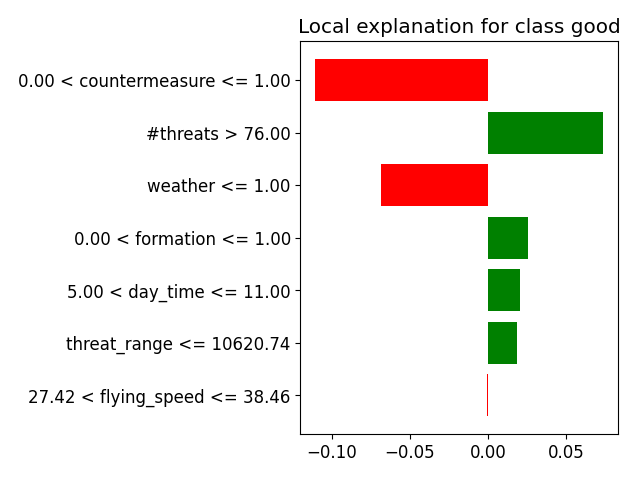 Local explanation for class good
0.00 < countermeasure <= 1.00
#threats > 76.00
weather <= 1.00
0.00 < formation <= 1.00
5.00 < day_time <= 11.00
threat_range <= 10620.74
27.42 < flying_speed <= 38.46
−0.10 −0.05 0.00 0.05